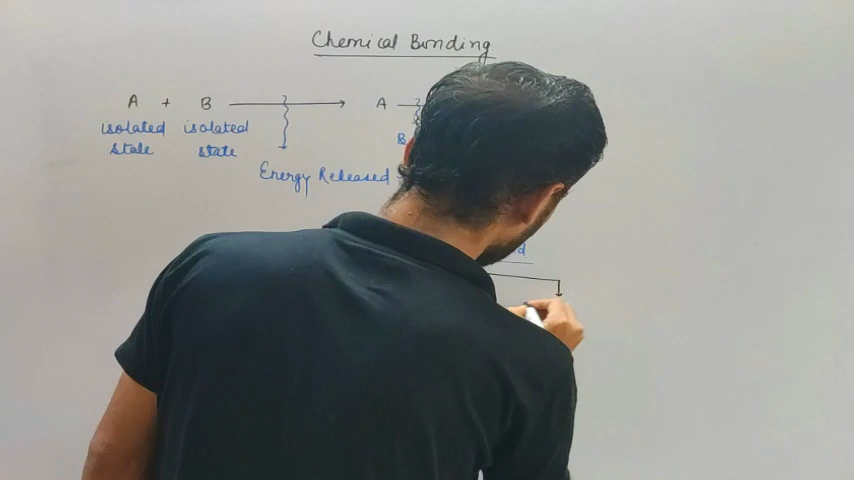 Chemical Bonding
A + B → A
isolated isolated
state state
Energy Released